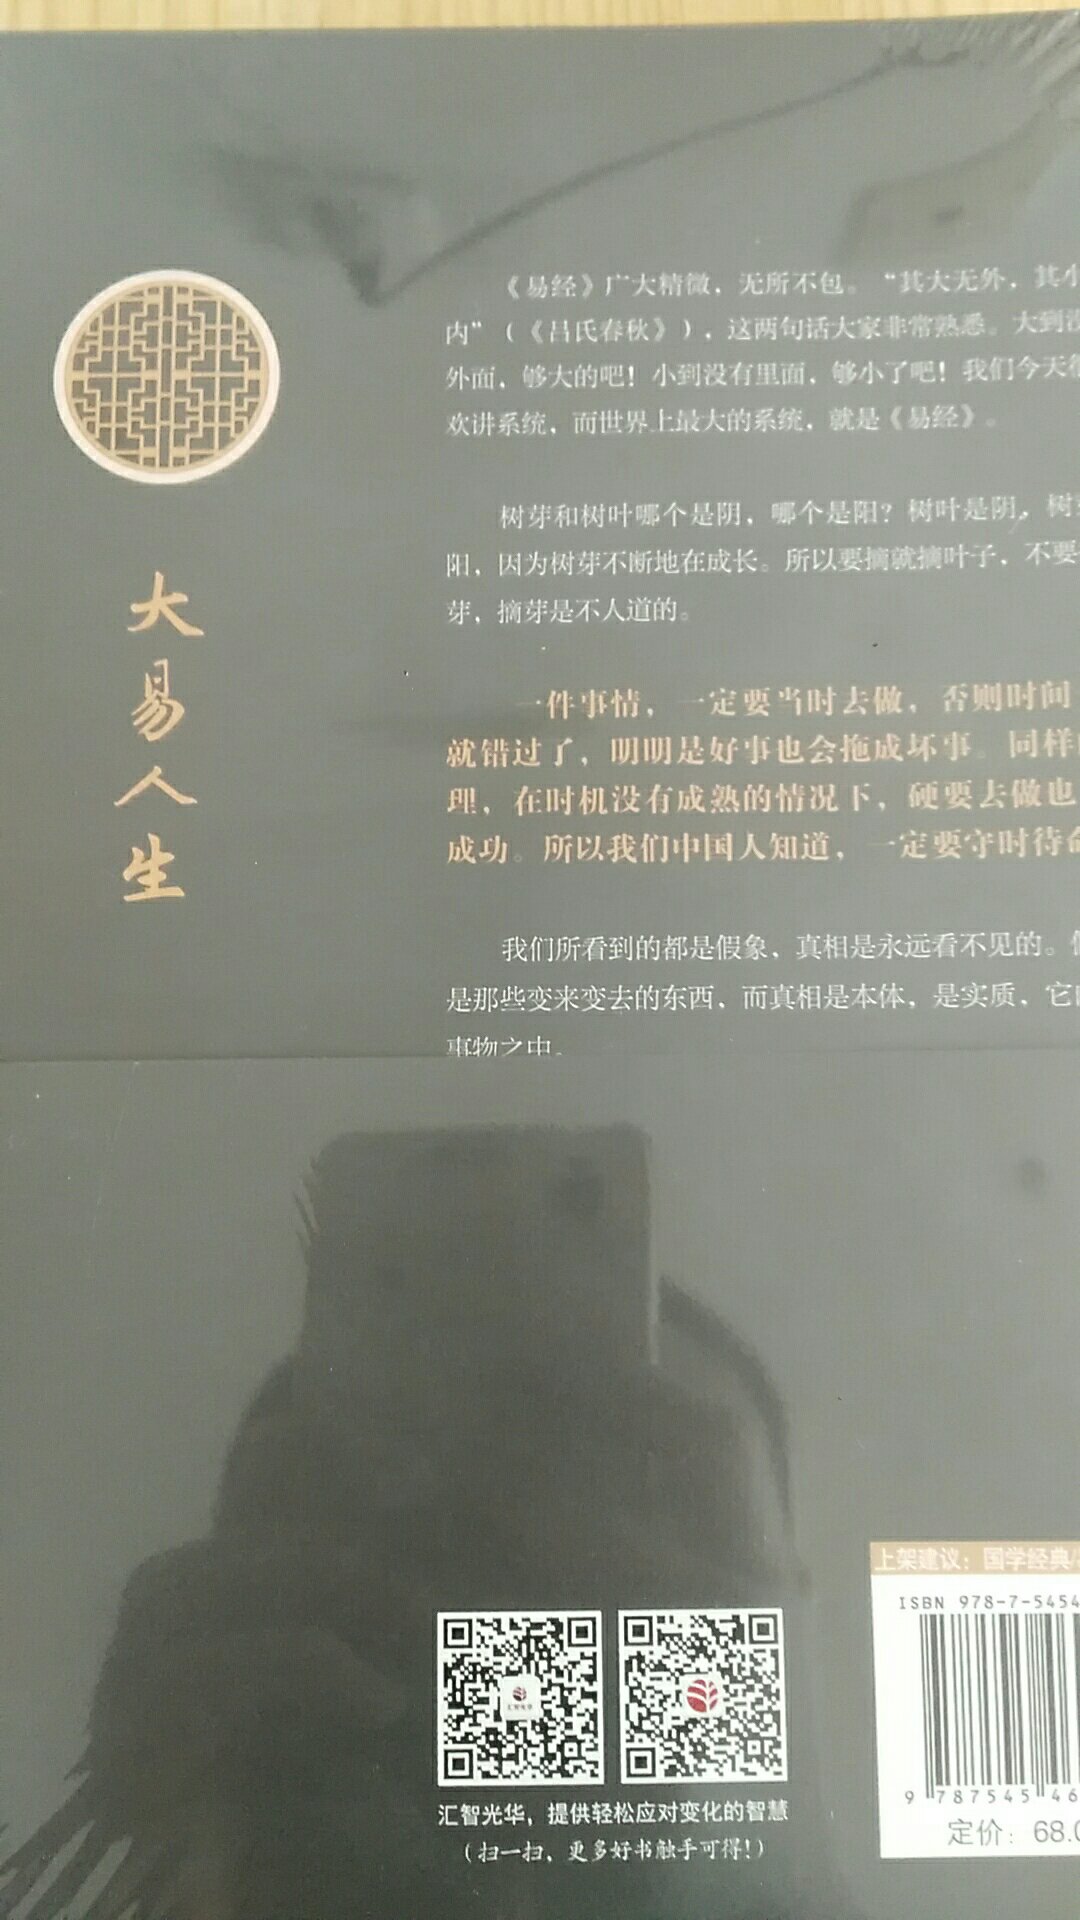 大易人生
《易经》广大精微，无所不包。“其大无外，其小
内”（《吕氏春秋》），这两句话大家非常熟悉。大到没
外面，够大的吧！小到没有里面，够小了吧！我们今天很
欢讲系统，而世界上最大的系统，就是《易经》。
树芽和树叶哪个是阴，哪个是阳？树叶是阴，树
阳，因为树芽不断地在成长。所以要摘就摘叶子，不要
芽，摘芽是不人道的。
一件事情，一定要当时去做，否则时间
就错过了，明明是好事也会拖成坏事。同样
理，在时机没有成熟的情况下，硬要去做也
成功。所以我们中国人知道，一定要守时待命
我们所看到的都是假象，真相是永远看不见的。
是那些变来变去的东西，而真相是本体，是实质，它
事物之中。
上架建议：国学经典
ISBN 978-7-5454
9 787545 46
定价：68.0
汇智光华，提供轻松应对变化的智慧
（扫一扫，更多好书触手可得！）